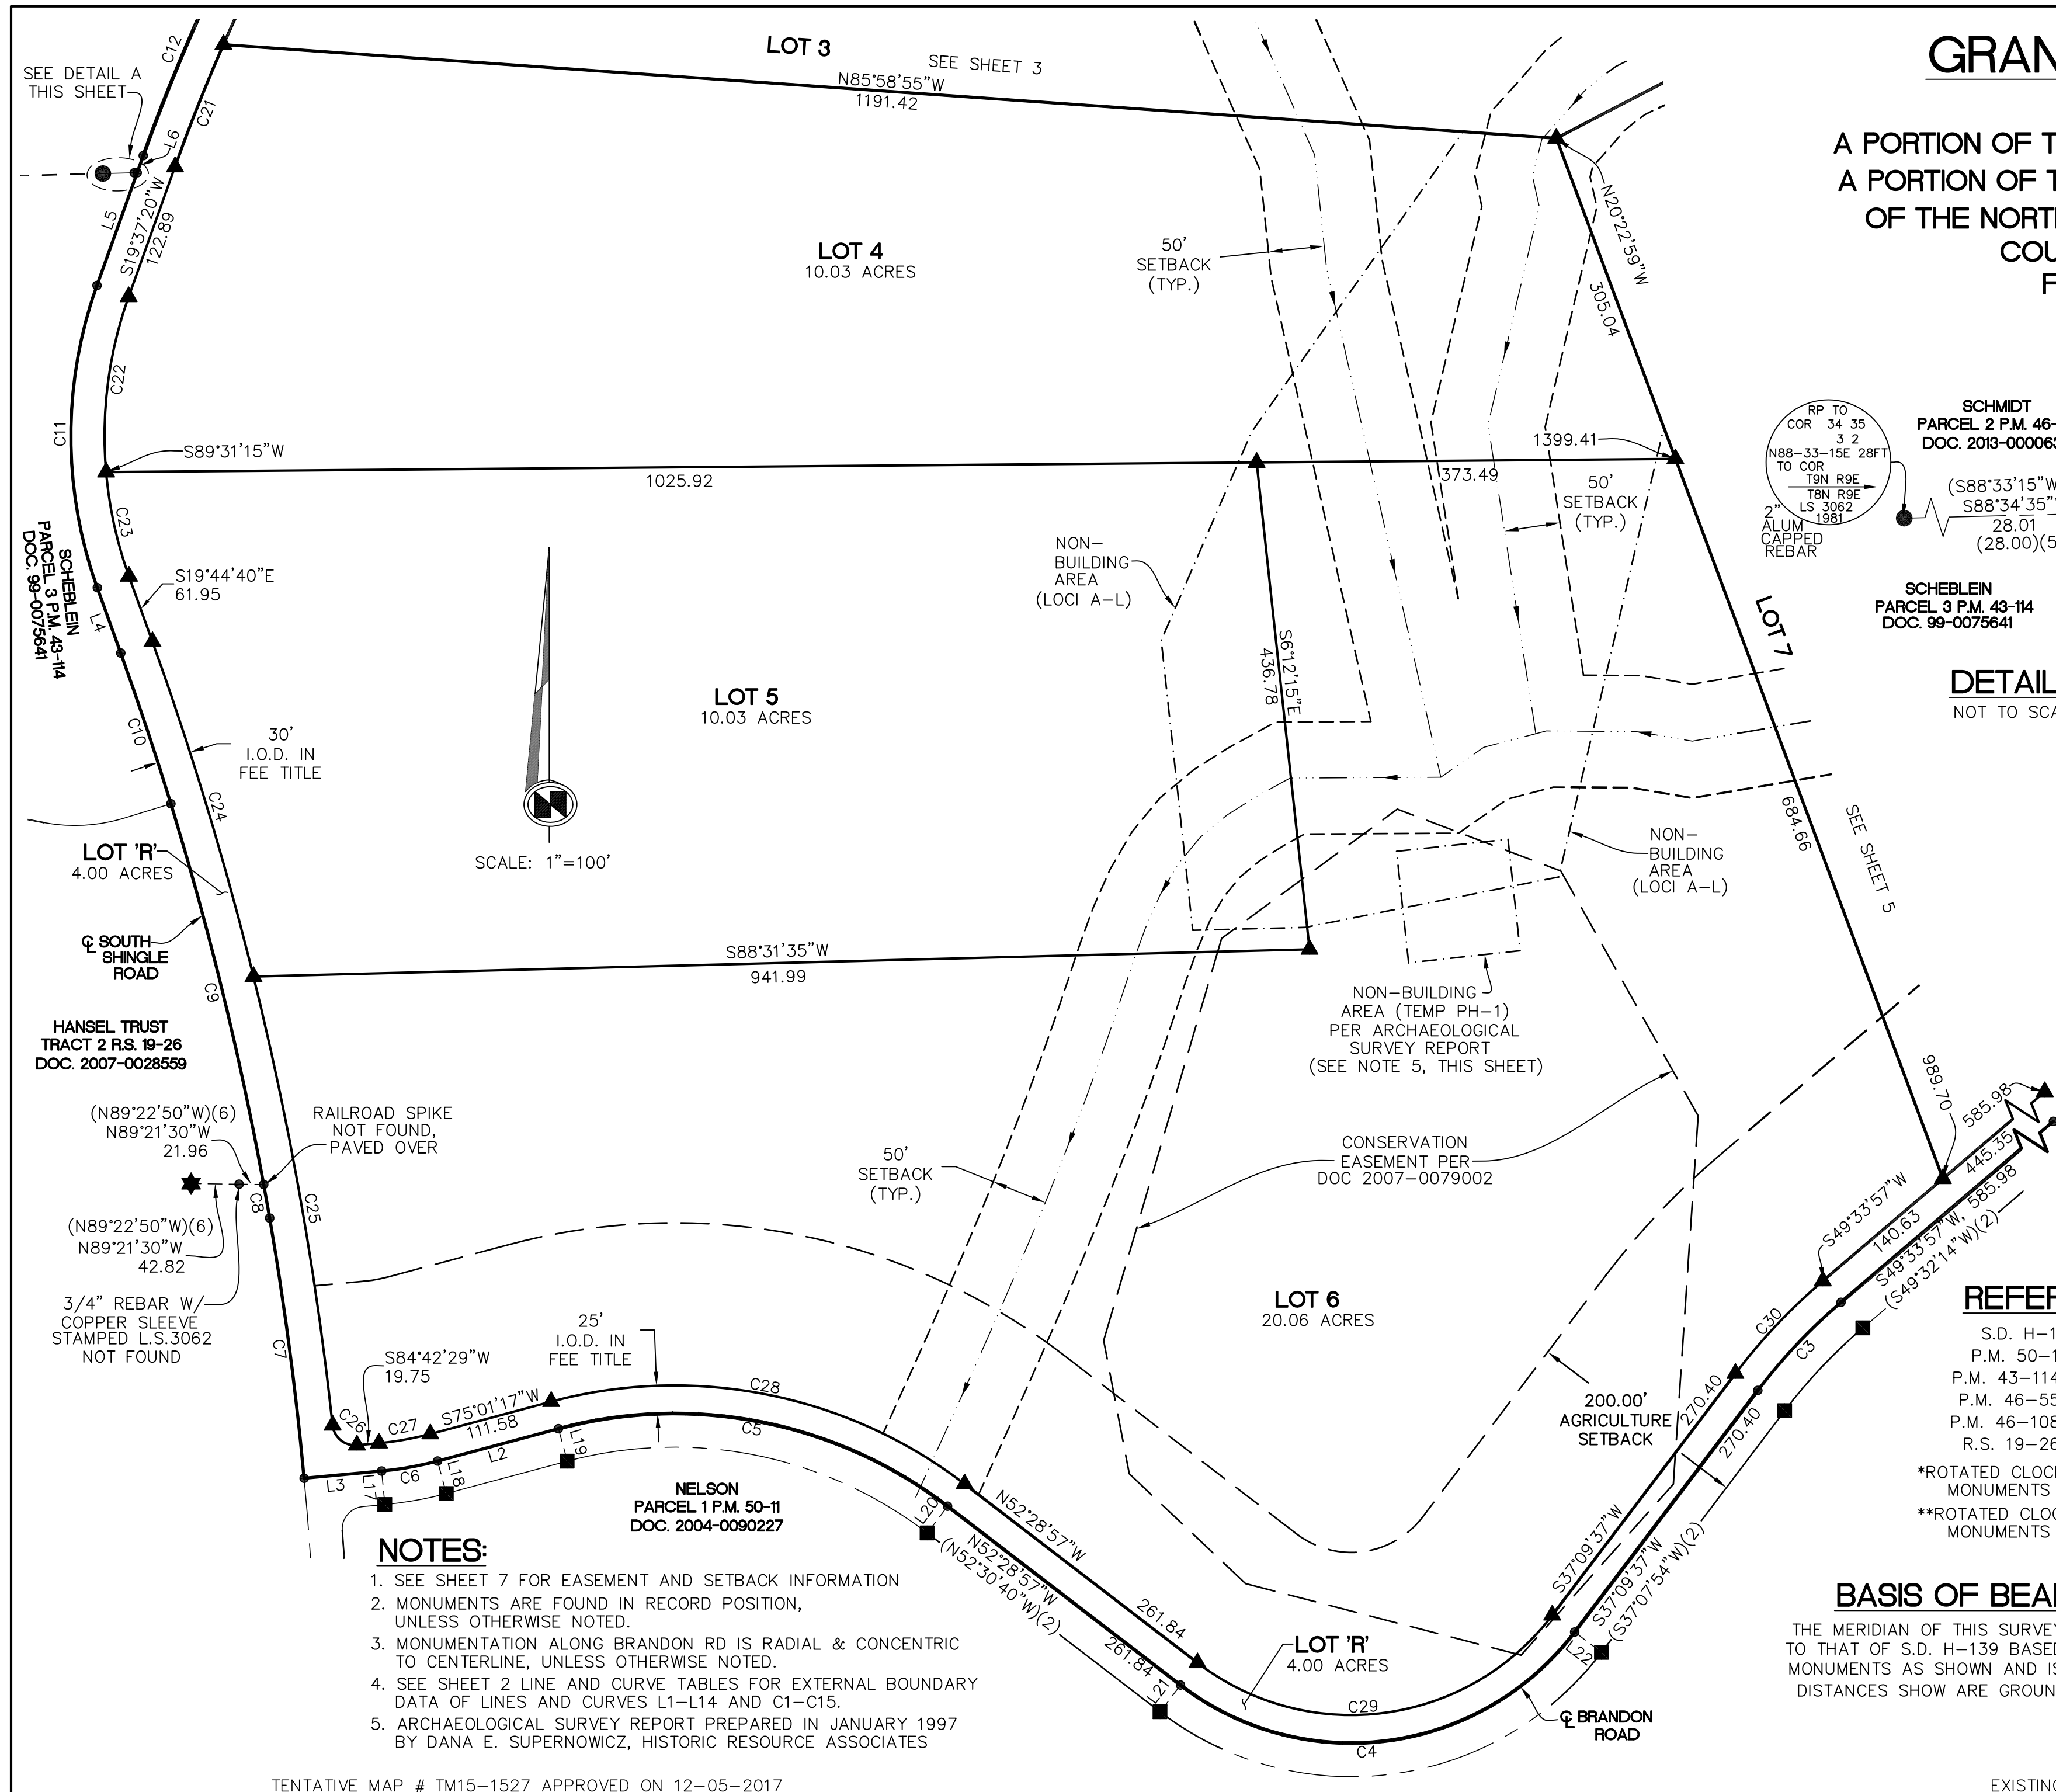 C12
SEE DETAIL A
THIS SHEET
L6
C21
L5
S19°37'20"W
122.89
C22
C11
LOT 3
SEE SHEET 3
N85°58'55"W
1191.42
LOT 4
10.03 ACRES
50'
SETBACK
(TYP.)
N20°22'59"W
305.04
GRAN
A PORTION OF T
A PORTION OF T
OF THE NORT
COU
F
S89°31'15"W
1025.92
1399.41
373.49
50'
SETBACK
(TYP.)
RP TO
COR 34 35
3 2
N88-33-15E 28FT
TO COR
T9N R9E
T8N R9E
LS 3062
1981
2"
ALUM
CAPPED
REBAR
SCHMIDT
PARCEL 2 P.M. 46-
DOC. 2013-000063
(S88°33'15"W
S88°34'35"
28.01
(28.00)(5
SCHEBLEIN
PARCEL 3 P.M. 43-114
DOC. 99-0075641
DETAIL
NOT TO SCA
C23
S19°44'40"E
61.95
SCHEBLEIN
PARCEL 3 P.M. 43-114
DOC. 99-0075641
L4
C10
30'
I.O.D. IN
FEE TITLE
C24
LOT 5
10.03 ACRES
SCALE: 1"=100'
NON-
BUILDING
AREA
(LOCI A-L)
S6°12'15"E
436.78
LOT 7
684.66
SEE SHEET 5
NON-
BUILDING
AREA
(LOCI A-L)
LOT 'R'
4.00 ACRES
℄ SOUTH
SHINGLE
ROAD
C9
S88°31'35"W
941.99
HANSEL TRUST
TRACT 2 R.S. 19-26
DOC. 2007-0028559
NON-BUILDING
AREA (TEMP PH-1)
PER ARCHAEOLOGICAL
SURVEY REPORT
(SEE NOTE 5, THIS SHEET)
(N89°22'50"W)(6)
N89°21'30"W
21.96
RAILROAD SPIKE
NOT FOUND,
PAVED OVER
C8
C25
(N89°22'50"W)(6)
N89°21'30"W
42.82
3/4" REBAR W/
COPPER SLEEVE
STAMPED L.S.3062
NOT FOUND
C7
50'
SETBACK
(TYP.)
CONSERVATION
EASEMENT PER
DOC 2007-0079002
989.70
585.98
445.35
S49°33'57"W
140.63
S49°33'57"W, 585.98
(S49°32'14"W)(2)
C30
C3
LOT 6
20.06 ACRES
25'
I.O.D. IN
FEE TITLE
S84°42'29"W
19.75
C26
C27
S75°01'17"W
111.58
C28
C5
L3
L17
C6
L18
L2
L19
L20
200.00'
AGRICULTURE
SETBACK
270.40
270.40
S37°09'37"W
S37°09'37"W
(S37°07'54"W)(2)
NELSON
PARCEL 1 P.M. 50-11
DOC. 2004-0090227
N52°28'57"W
N52°28'57"W
(N52°30'40"W)(2)
261.84
261.84
L21
L22
LOT 'R'
4.00 ACRES
C29
C4
℄ BRANDON
ROAD
REFER
S.D. H-1
P.M. 50-1
P.M. 43-114
P.M. 46-55
P.M. 46-108
R.S. 19-26
*ROTATED CLOC
MONUMENTS
**ROTATED CLOC
MONUMENTS
BASIS OF BEA
THE MERIDIAN OF THIS SURVE
TO THAT OF S.D. H-139 BASE
MONUMENTS AS SHOWN AND I
DISTANCES SHOW ARE GROUN
NOTES:
1. SEE SHEET 7 FOR EASEMENT AND SETBACK INFORMATION
2. MONUMENTS ARE FOUND IN RECORD POSITION,
UNLESS OTHERWISE NOTED.
3. MONUMENTATION ALONG BRANDON RD IS RADIAL & CONCENTRIC
TO CENTERLINE, UNLESS OTHERWISE NOTED.
4. SEE SHEET 2 LINE AND CURVE TABLES FOR EXTERNAL BOUNDARY
DATA OF LINES AND CURVES L1-L14 AND C1-C15.
5. ARCHAEOLOGICAL SURVEY REPORT PREPARED IN JANUARY 1997
BY DANA E. SUPERNOWICZ, HISTORIC RESOURCE ASSOCIATES
TENTATIVE MAP # TM15-1527 APPROVED ON 12-05-2017
EXISTING